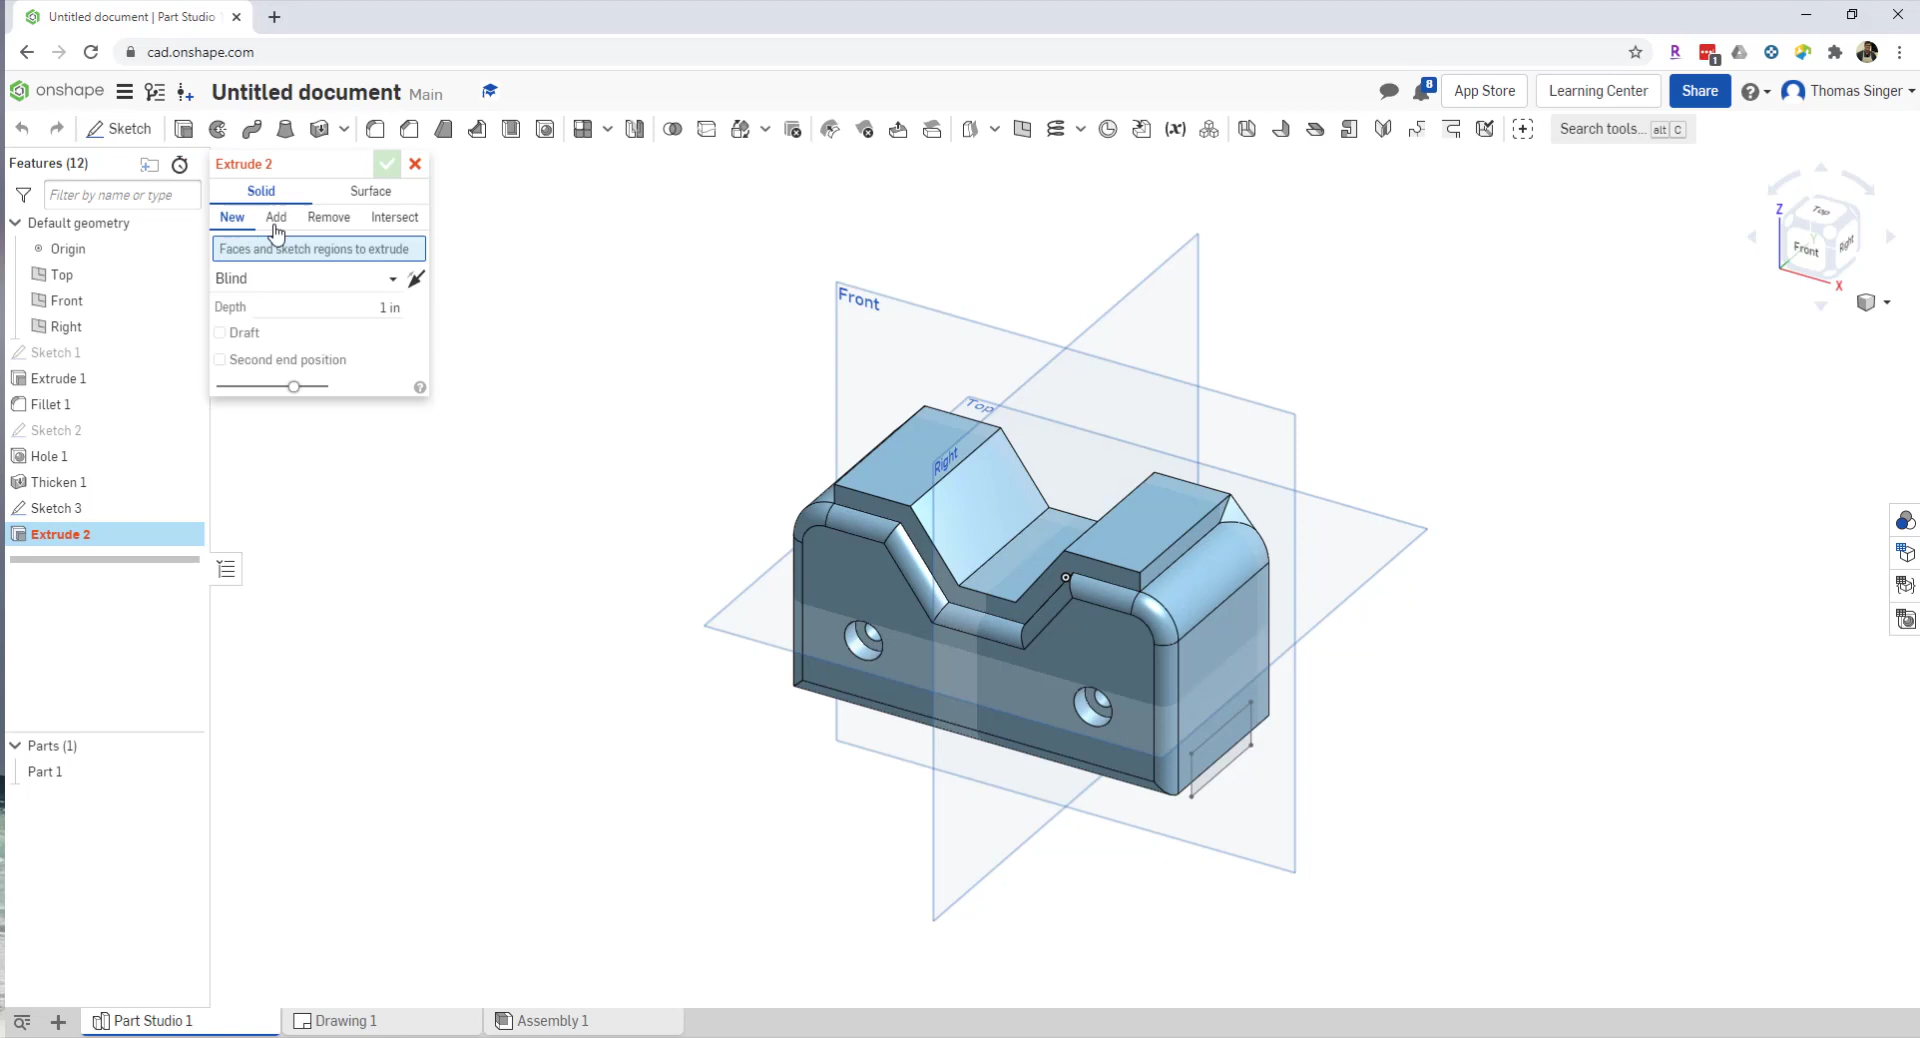 Untitled document | Part Studio
cad.onshape.com
1
onshape
Untitled document Main
8
App Store
Learning Center
Share
Thomas Singer
Sketch
(x)
Search tools... alt C
Features (12)
Filter by name or type
Default geometry
Origin
Top
Front
Right
Sketch 1
Extrude 1
Fillet 1
Sketch 2
Hole 1
Thicken 1
Sketch 3
Extrude 2
Parts (1)
Part 1
Extrude 2
Solid Surface
New Add Remove Intersect
Faces and sketch regions to extrude
Blind
Depth 1 in
Draft
Second end position
Front
Top
Right
Z
Top
Y
Front
Right
X
Part Studio 1
Drawing 1
Assembly 1